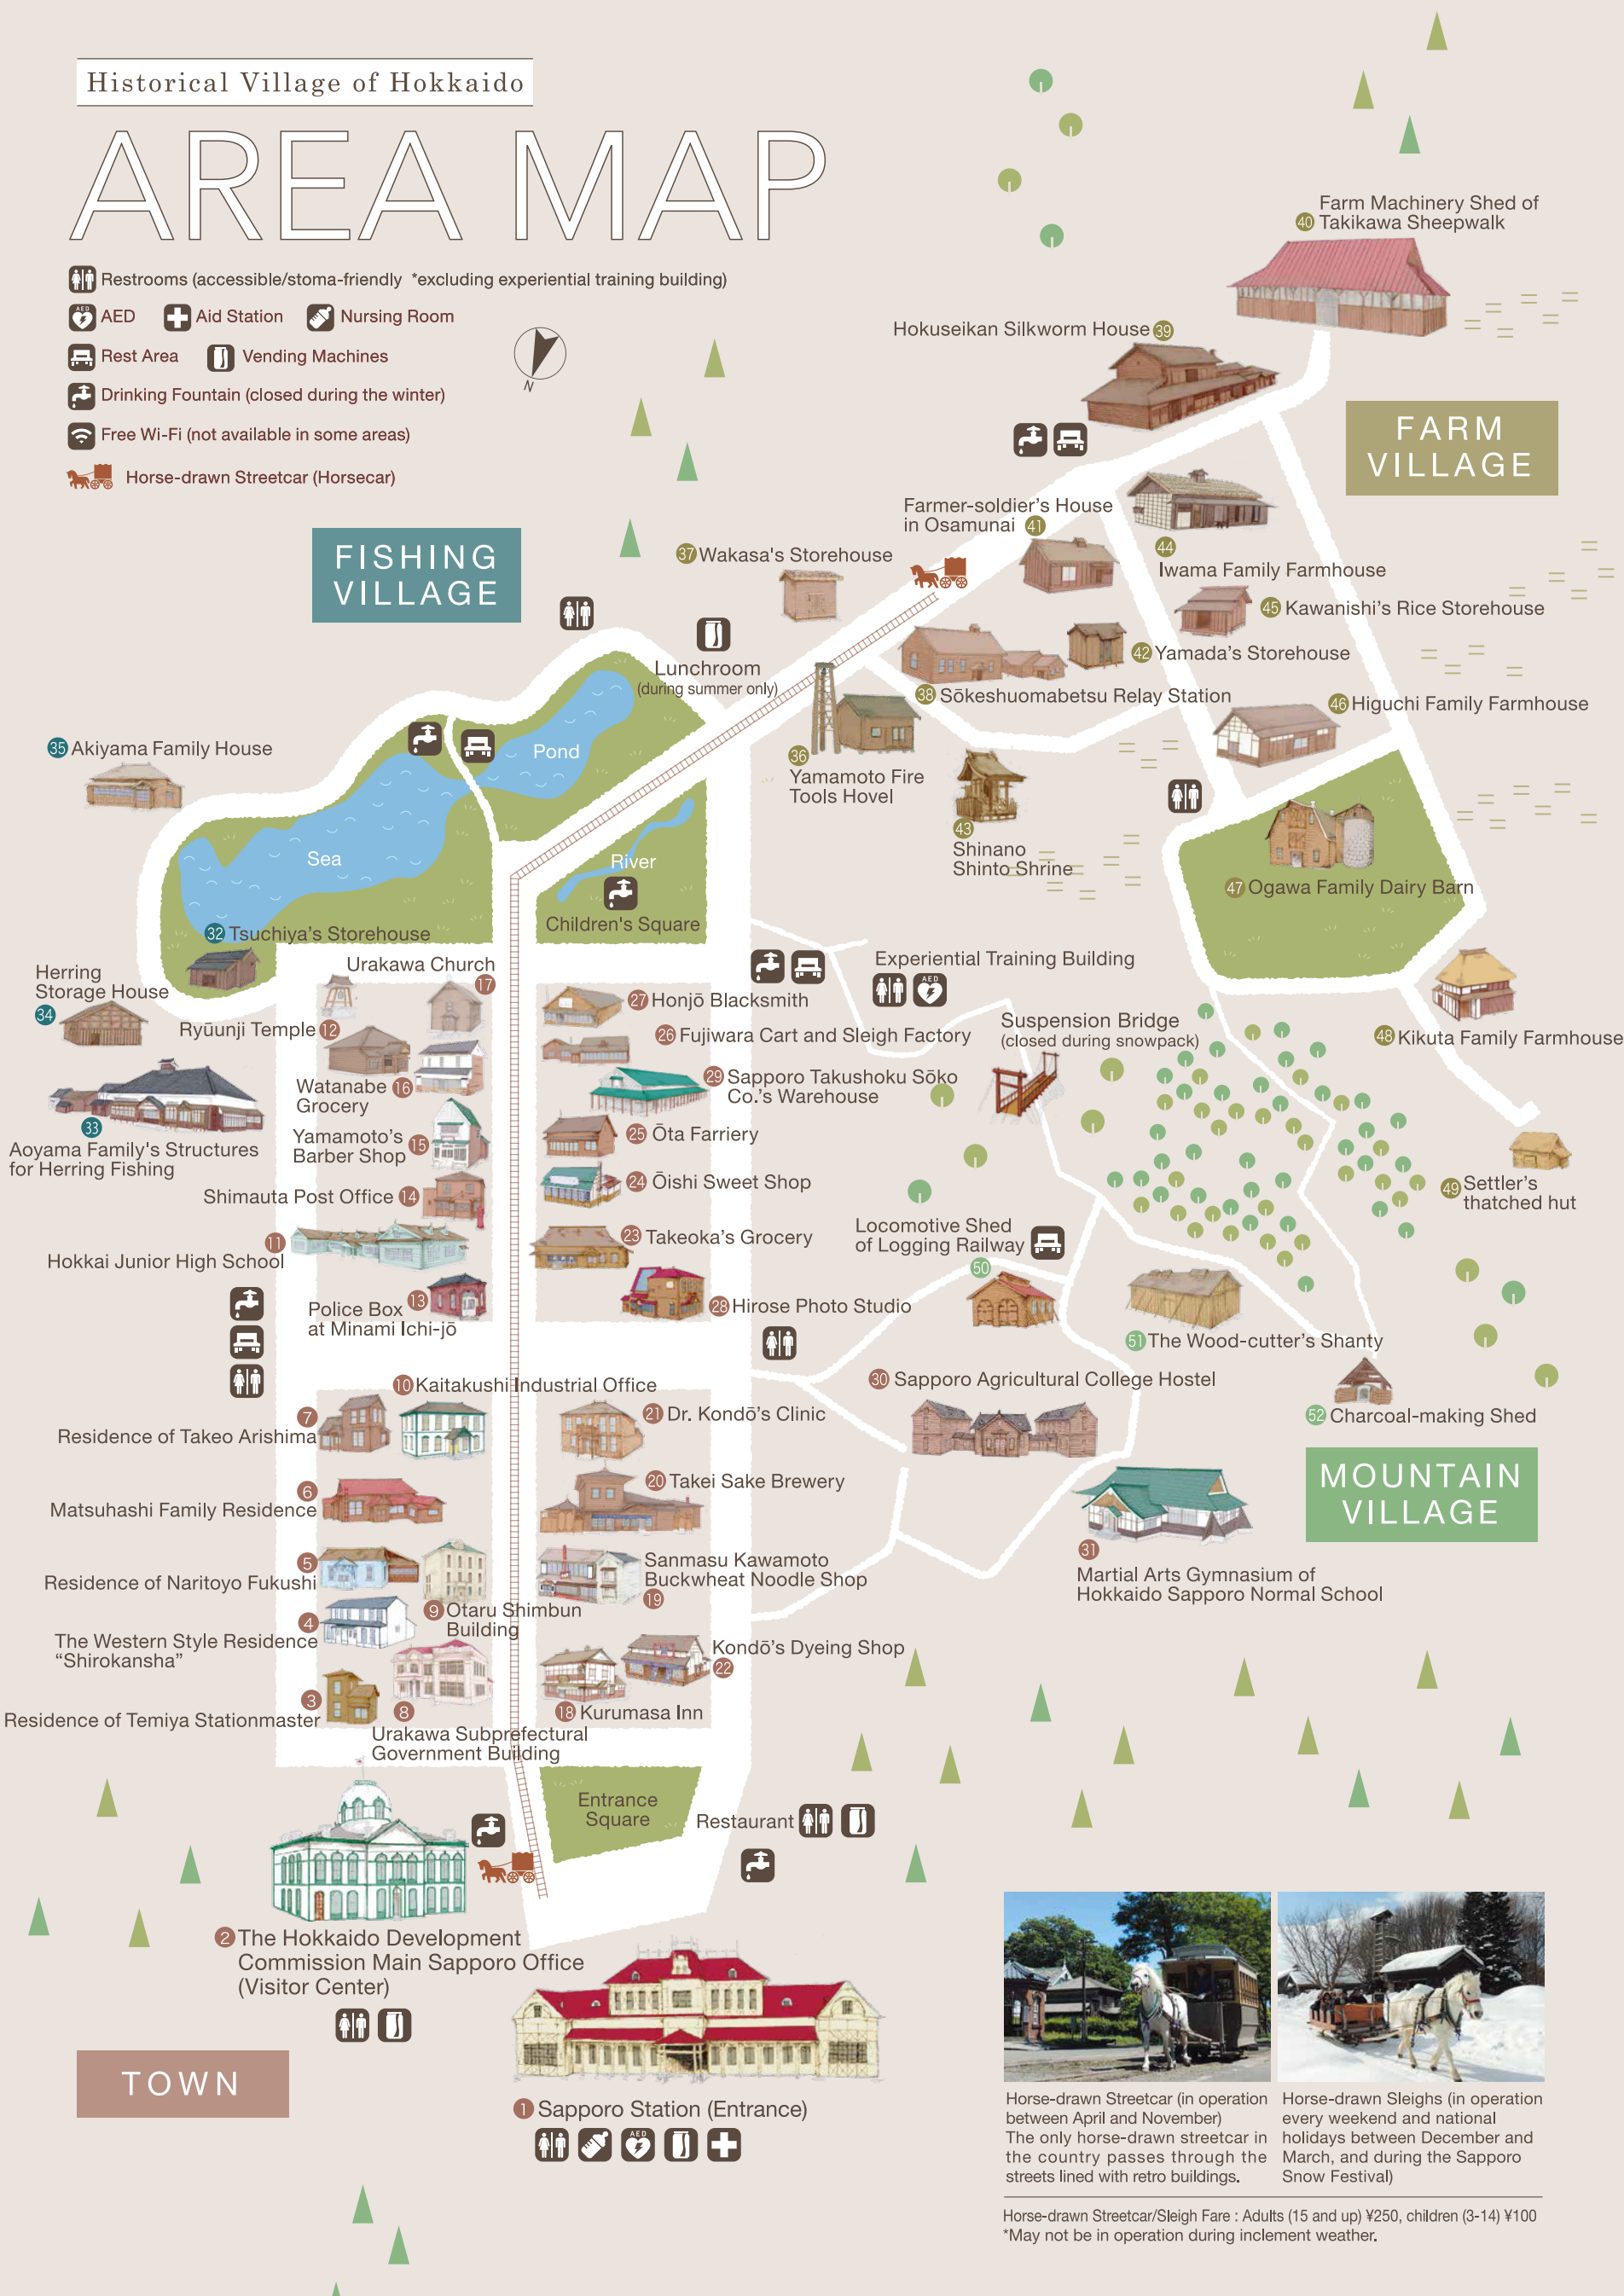 Historical Village of Hokkaido
AREA MAP
Restrooms (accessible/stoma-friendly *excluding experiential training building)
AED
Aid Station
Nursing Room
Rest Area
Vending Machines
Drinking Fountain (closed during the winter)
Free Wi-Fi (not available in some areas)
Horse-drawn Streetcar (Horsecar)
N
FISHING
VILLAGE
Farm Machinery Shed of
40 Takikawa Sheepwalk
Hokuseikan Silkworm House 39
FARM
VILLAGE
Farmer-soldier's House
in Osamunai 41
44
Iwama Family Farmhouse
37 Wakasa's Storehouse
45 Kawanishi's Rice Storehouse
42 Yamada's Storehouse
Lunchroom
(during summer only)
38 Sōkeshuomabetsu Relay Station
46 Higuchi Family Farmhouse
35 Akiyama Family House
Pond
36
Yamamoto Fire
Tools Hovel
43
Shinano
Shinto Shrine
Sea
River
Children's Square
47 Ogawa Family Dairy Barn
32 Tsuchiya's Storehouse
Herring
Storage House
34
Urakawa Church
17
Ryūunji Temple 12
27 Honjō Blacksmith
26 Fujiwara Cart and Sleigh Factory
Experiential Training Building
AED
Suspension Bridge
(closed during snowpack)
48 Kikuta Family Farmhouse
33
Aoyama Family's Structures
for Herring Fishing
Watanabe 16
Grocery
29 Sapporo Takushoku Sōko
Co.'s Warehouse
Yamamoto's
Barber Shop 15
25 Ōta Farriery
Shimauta Post Office 14
24 Ōishi Sweet Shop
49 Settler's
thatched hut
11
Hokkai Junior High School
23 Takeoka's Grocery
Locomotive Shed
of Logging Railway
50
Police Box 13
at Minami Ichi-jō
28 Hirose Photo Studio
51 The Wood-cutter's Shanty
10 Kaitakushi Industrial Office
30 Sapporo Agricultural College Hostel
52 Charcoal-making Shed
7
Residence of Takeo Arishima
21 Dr. Kondō's Clinic
MOUNTAIN
VILLAGE
6
Matsuhashi Family Residence
20 Takei Sake Brewery
5
Residence of Naritoyo Fukushi
Sanmasu Kawamoto
Buckwheat Noodle Shop
19
31
Martial Arts Gymnasium of
Hokkaido Sapporo Normal School
4
The Western Style Residence
“Shirokansha”
9 Otaru Shimbun
Building
Kondō's Dyeing Shop
22
3
Residence of Temiya Stationmaster
8
Urakawa Subprefectural
Government Building
18 Kurumasa Inn
Entrance
Square
Restaurant
2 The Hokkaido Development
Commission Main Sapporo Office
(Visitor Center)
TOWN
1 Sapporo Station (Entrance)
AED
Horse-drawn Streetcar (in operation
between April and November)
The only horse-drawn streetcar in
the country passes through the
streets lined with retro buildings.
Horse-drawn Sleighs (in operation
every weekend and national
holidays between December and
March, and during the Sapporo
Snow Festival)
Horse-drawn Streetcar/Sleigh Fare : Adults (15 and up) ¥250, children (3-14) ¥100
*May not be in operation during inclement weather.